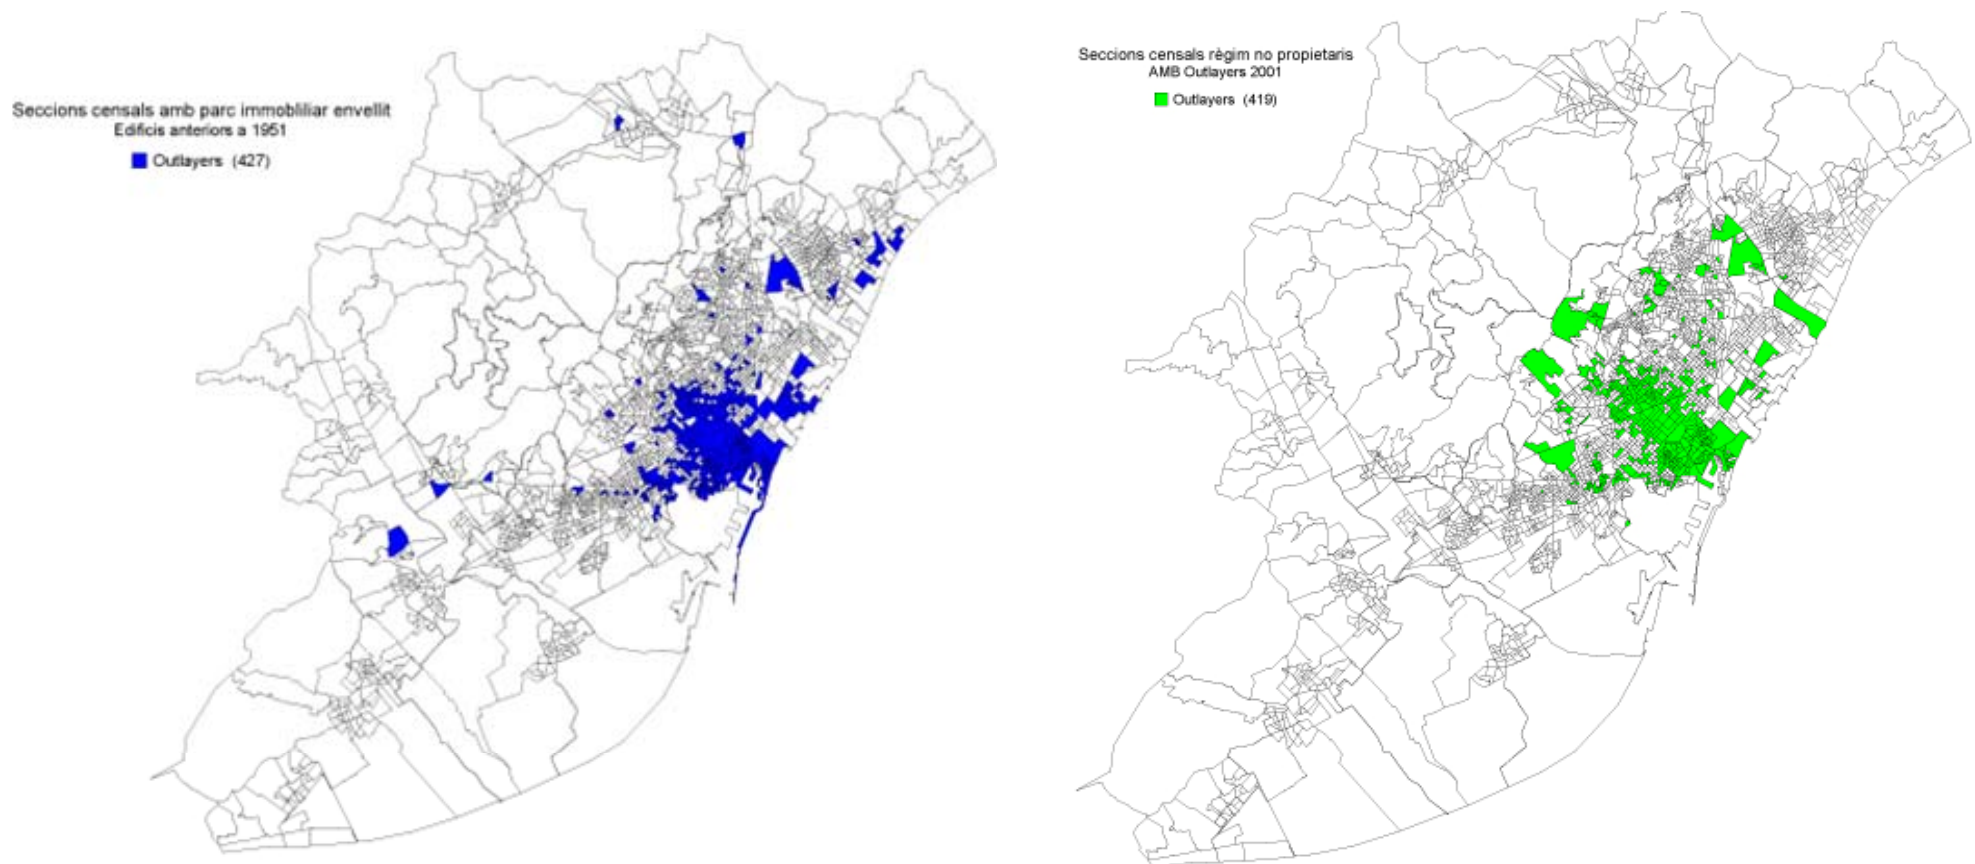 Seccions censals amb parc immobliliar envellit
Edificis anteriors a 1951
Outlayers (427)
Seccions censals règim no propietaris
AMB Outlayers 2001
Outlayers (419)